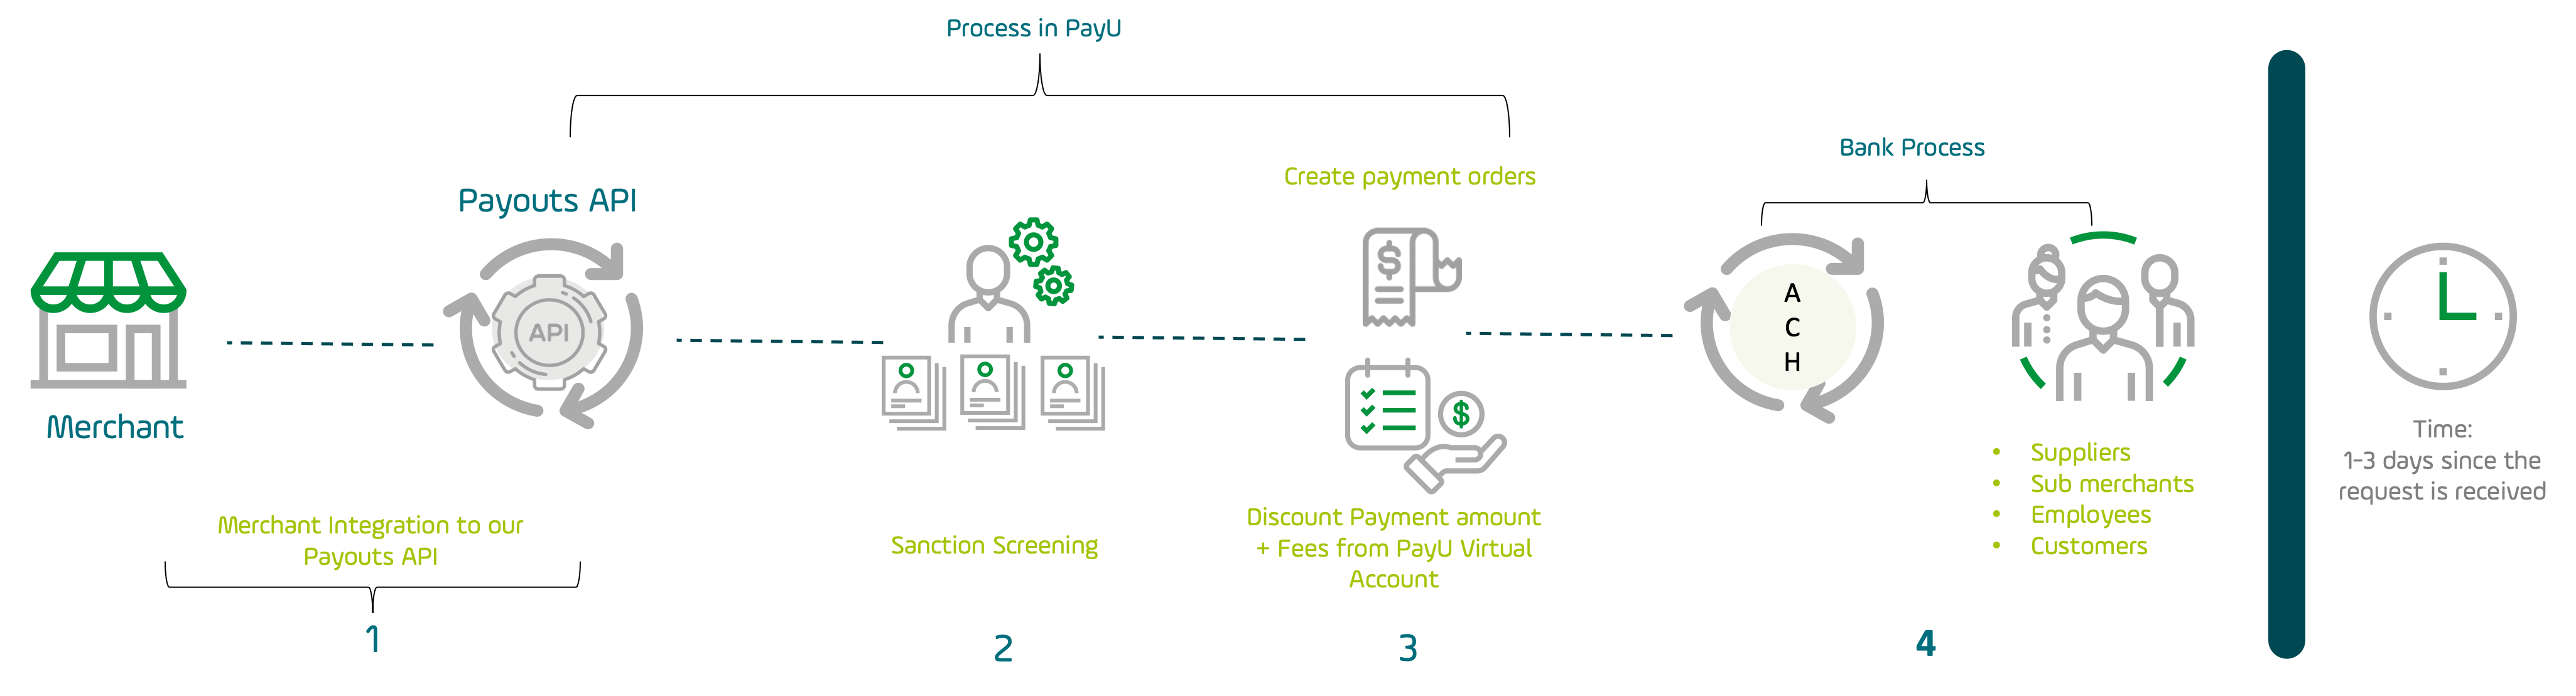 Process in PayU
Bank Process
Create payment orders
Payouts API
API
$
A
C
H
$
Merchant
Time:
1-3 days since the
request is received
• Suppliers
• Sub merchants
• Employees
• Customers
Merchant Integration to our
Payouts API
Sanction Screening
Discount Payment amount
+ Fees from PayU Virtual
Account
1
2
3
4